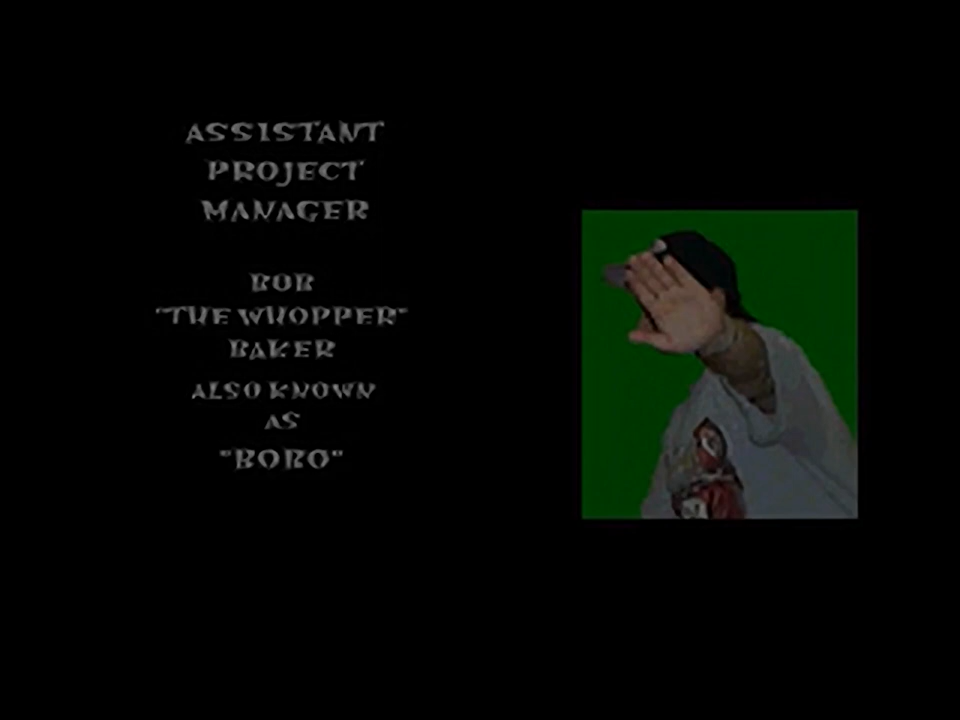 ASSISTANT
PROJECT
MANAGER
BOB
"THE WHOPPER"
BAKER
ALSO KNOWN
AS
"BOBO"